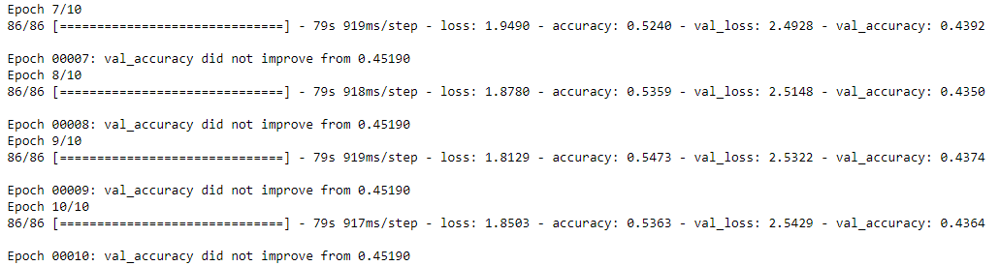 Epoch 7/10
86/86 [==============================] - 79s 919ms/step - loss: 1.9490 - accuracy: 0.5240 - val_loss: 2.4928 - val_accuracy: 0.4392
Epoch 00007: val_accuracy did not improve from 0.45190
Epoch 8/10
86/86 [==============================] - 79s 918ms/step - loss: 1.8780 - accuracy: 0.5359 - val_loss: 2.5148 - val_accuracy: 0.4350
Epoch 00008: val_accuracy did not improve from 0.45190
Epoch 9/10
86/86 [==============================] - 79s 919ms/step - loss: 1.8129 - accuracy: 0.5473 - val_loss: 2.5322 - val_accuracy: 0.4374
Epoch 00009: val_accuracy did not improve from 0.45190
Epoch 10/10
86/86 [==============================] - 79s 917ms/step - loss: 1.8503 - accuracy: 0.5363 - val_loss: 2.5429 - val_accuracy: 0.4364
Epoch 00010: val_accuracy did not improve from 0.45190